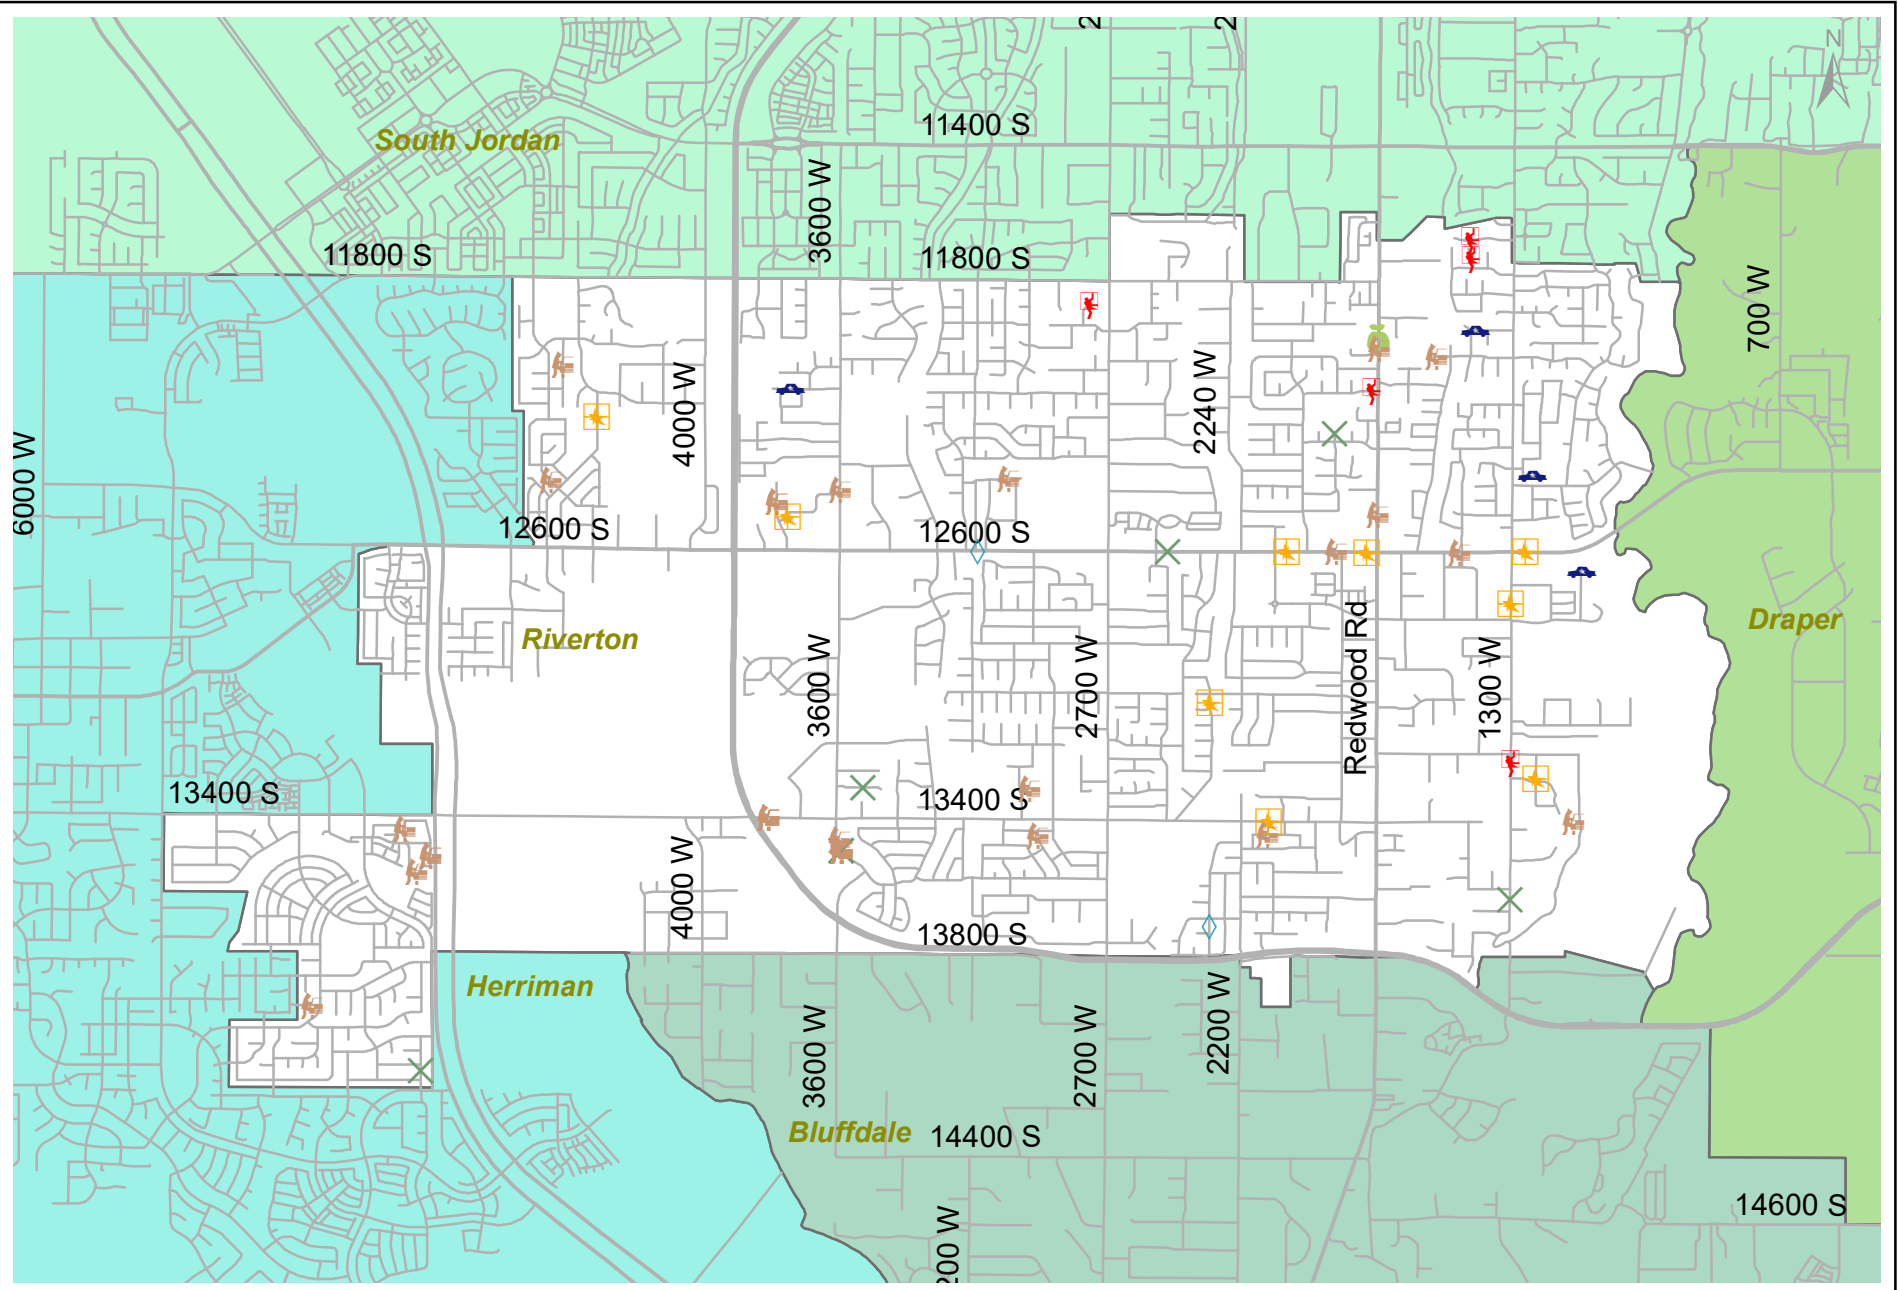 N
11400 S
South Jordan
3600 W
11800 S
11800 S
700 W
4000 W
2240 W
6000 W
12600 S
12600 S
Riverton
Redwood Rd
Draper
3600 W
2700 W
1300 W
13400 S
13400 S
4000 W
13800 S
Herriman
2200 W
3600 W
2700 W
Bluffdale
14400 S
14600 S